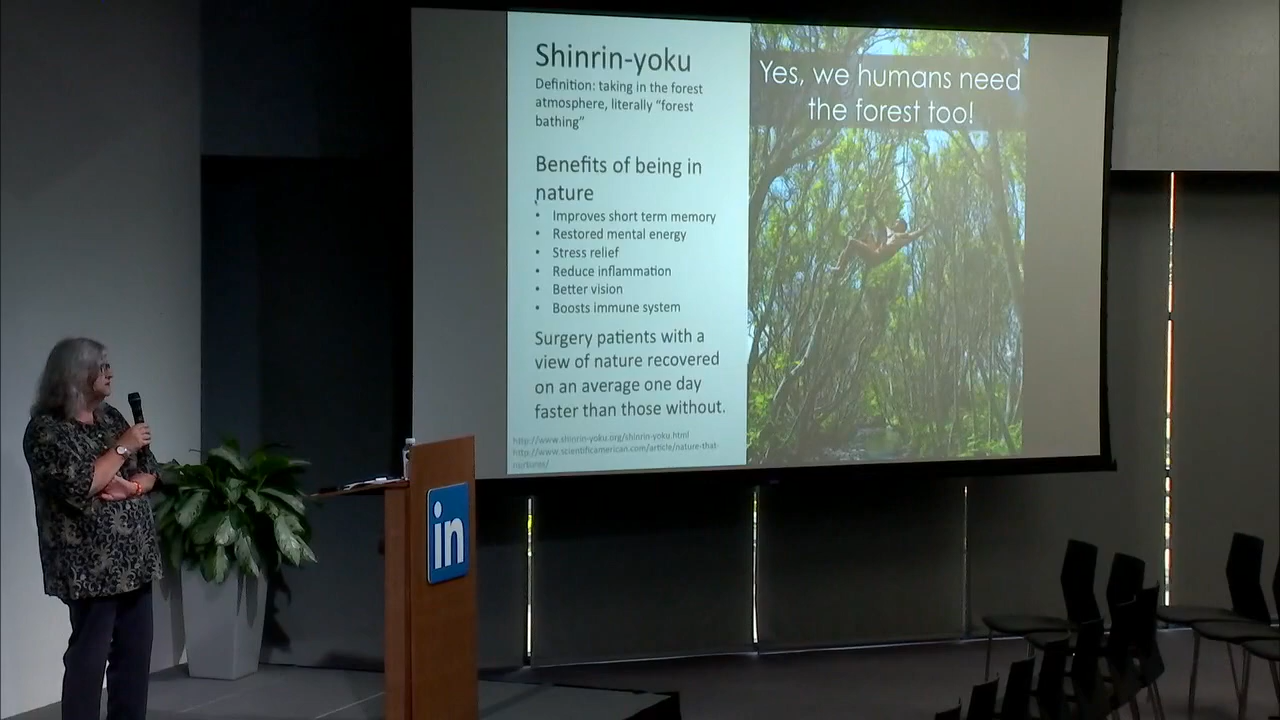 Shinrin-yoku
Definition: taking in the forest
atmosphere, literally "forest
bathing"
Benefits of being in
nature
• Improves short term memory
• Restored mental energy
• Stress relief
• Reduce inflammation
• Better vision
• Boosts immune system
Surgery patients with a
view of nature recovered
on an average one day
faster than those without.
http://www.shinrin-yoku.org/shinrin-yoku.html
http://www.scientificamerican.com/article/nature-that-
nurtures/
Yes, we humans need
the forest too!
in